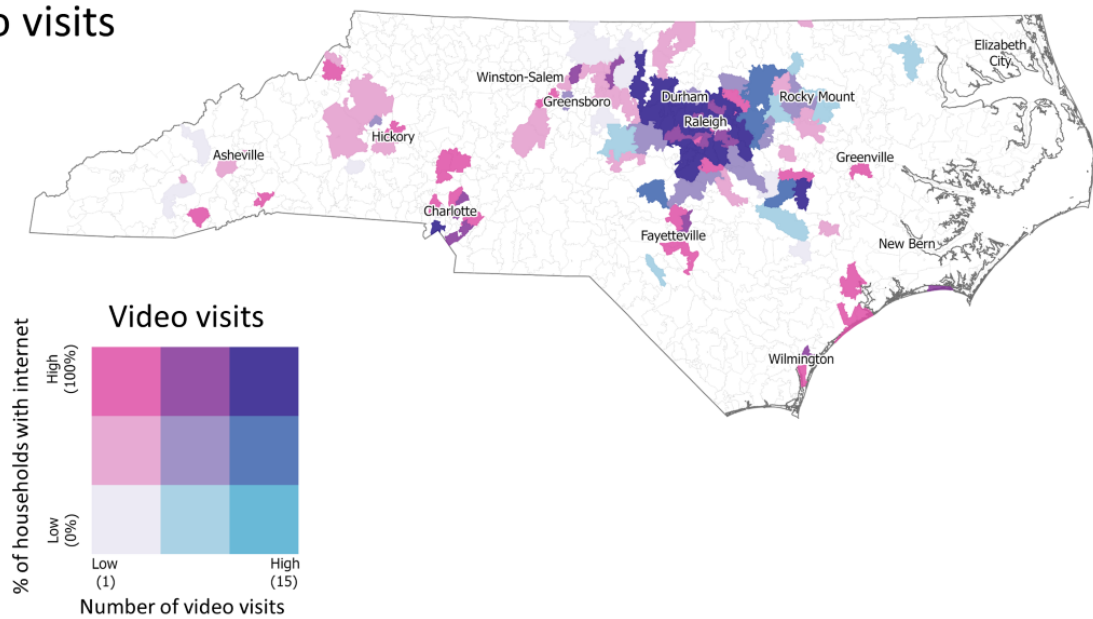 o visits
Elizabeth
City
Winston-Salem
Durham
Rocky Mount
Greensboro
Raleigh
Hickory
Asheville
Greenville
Charlotte
Fayetteville
New Bern
Wilmington
Video visits
% of households with internet
High
(100%)
Low
(0%)
Low
(1)
High
(15)
Number of video visits